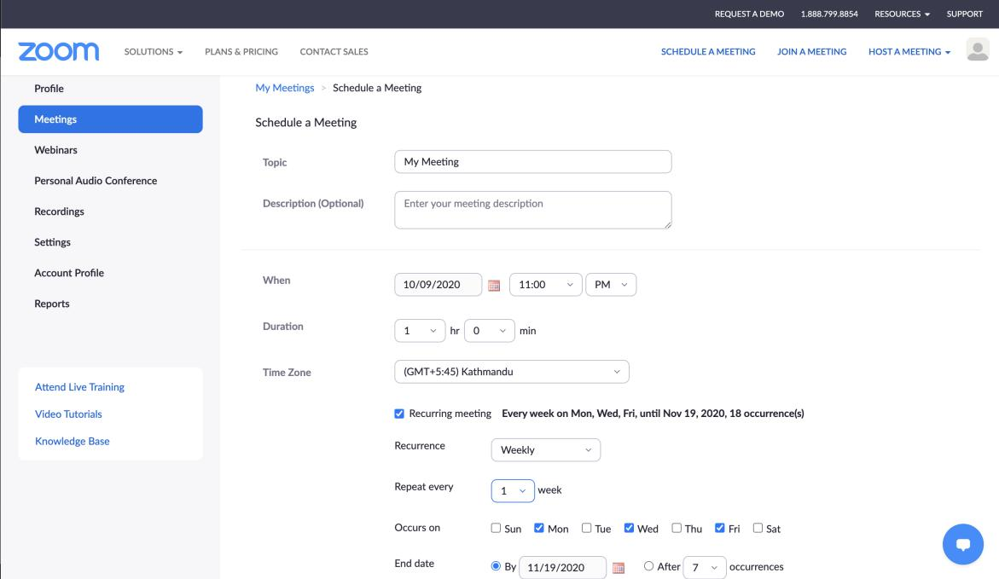 REQUEST A DEMO 1.888.799.8854 RESOURCES SUPPORT
zoom SOLUTIONS PLANS & PRICING CONTACT SALES SCHEDULE A MEETING JOIN A MEETING HOST A MEETING
Profile
Meetings
Webinars
Personal Audio Conference
Recordings
Settings
Account Profile
Reports
Attend Live Training
Video Tutorials
Knowledge Base
My Meetings > Schedule a Meeting
Schedule a Meeting
Topic My Meeting
Description (Optional) Enter your meeting description
When 10/09/2020 11:00 PM
Duration 1 hr 0 min
Time Zone (GMT+5:45) Kathmandu
Recurring meeting Every week on Mon, Wed, Fri, until Nov 19, 2020, 18 occurrence(s)
Recurrence Weekly
Repeat every 1 week
Occurs on Sun Mon Tue Wed Thu Fri Sat
End date By 11/19/2020 After 7 occurrences